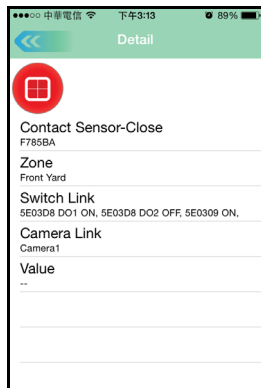 中華電信 下午3:13 89%
Detail
Contact Sensor-Close
F785BA
Zone
Front Yard
Switch Link
5E03D8 DO1 ON, 5E03D8 DO2 OFF, 5E0309 ON,
Camera Link
Camera1
Value
--